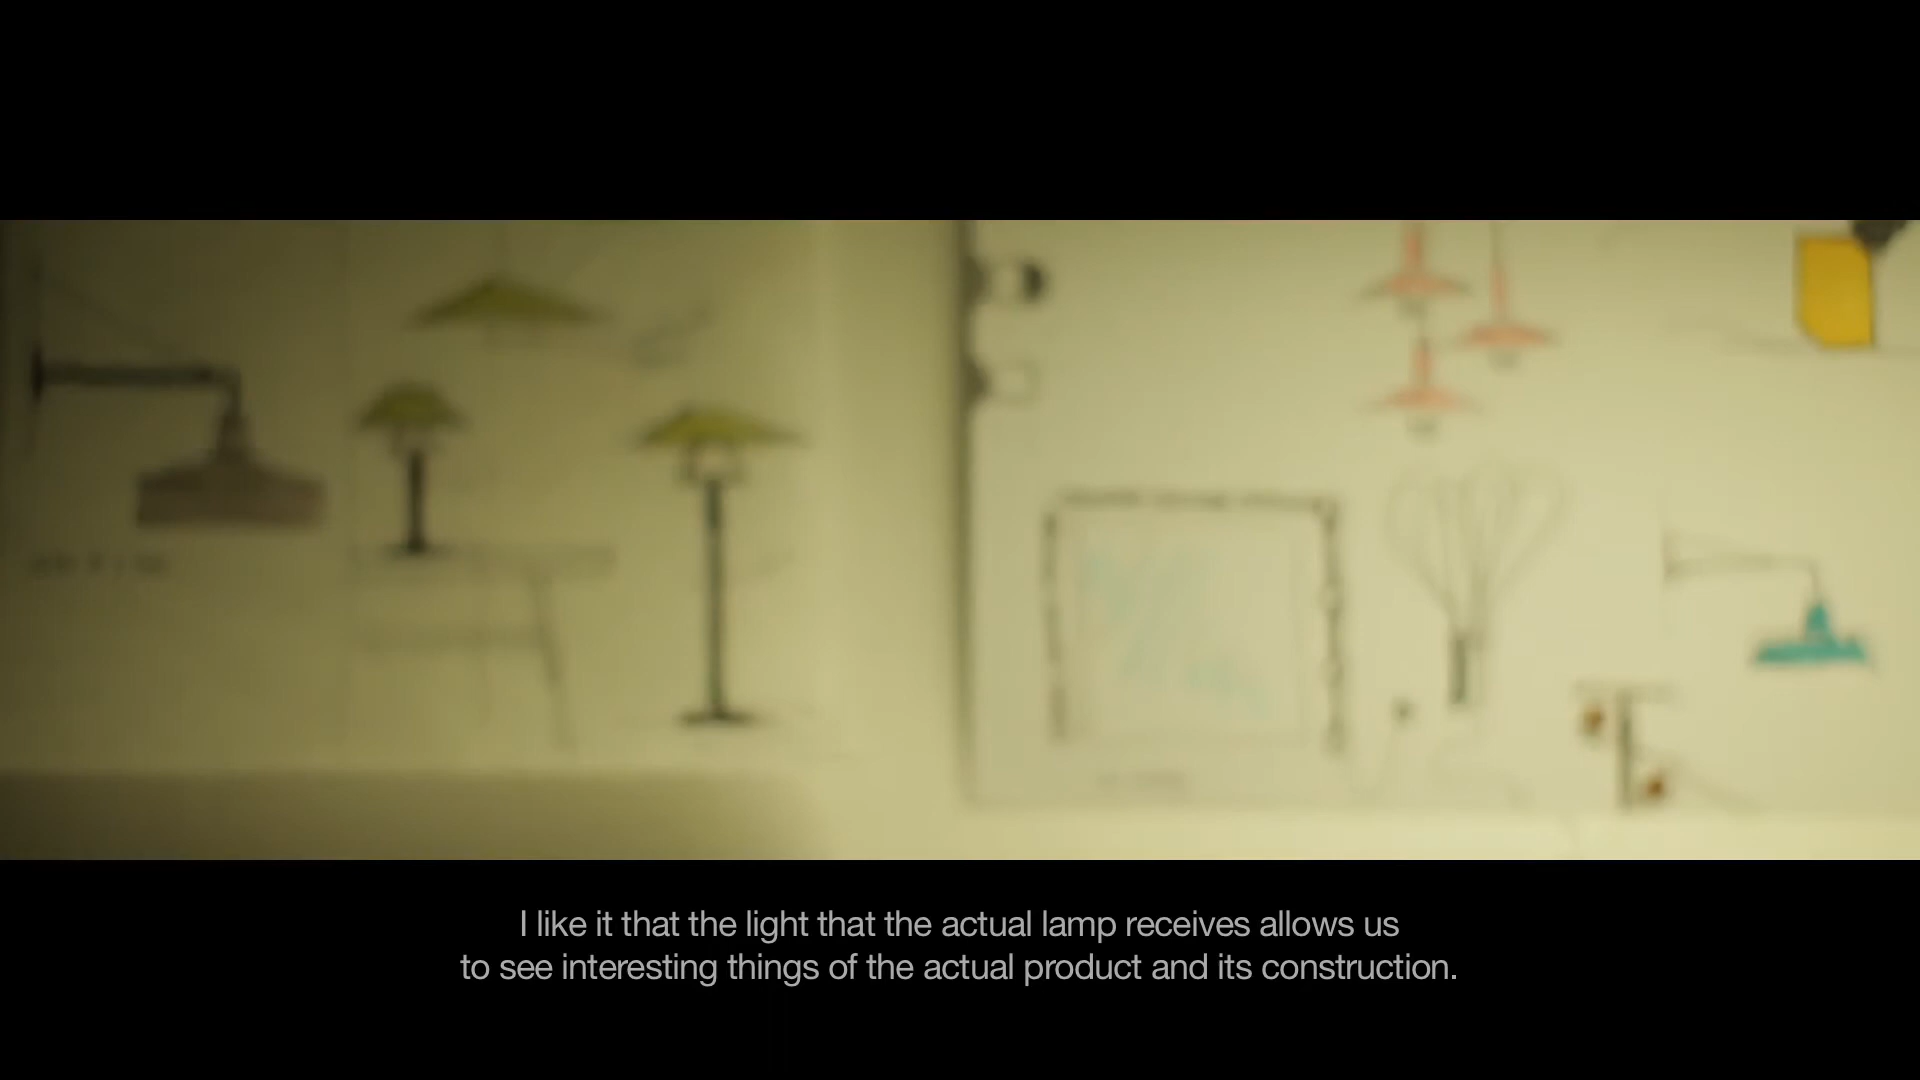 I like it that the light that the actual lamp receives allows us
to see interesting things of the actual product and its construction.